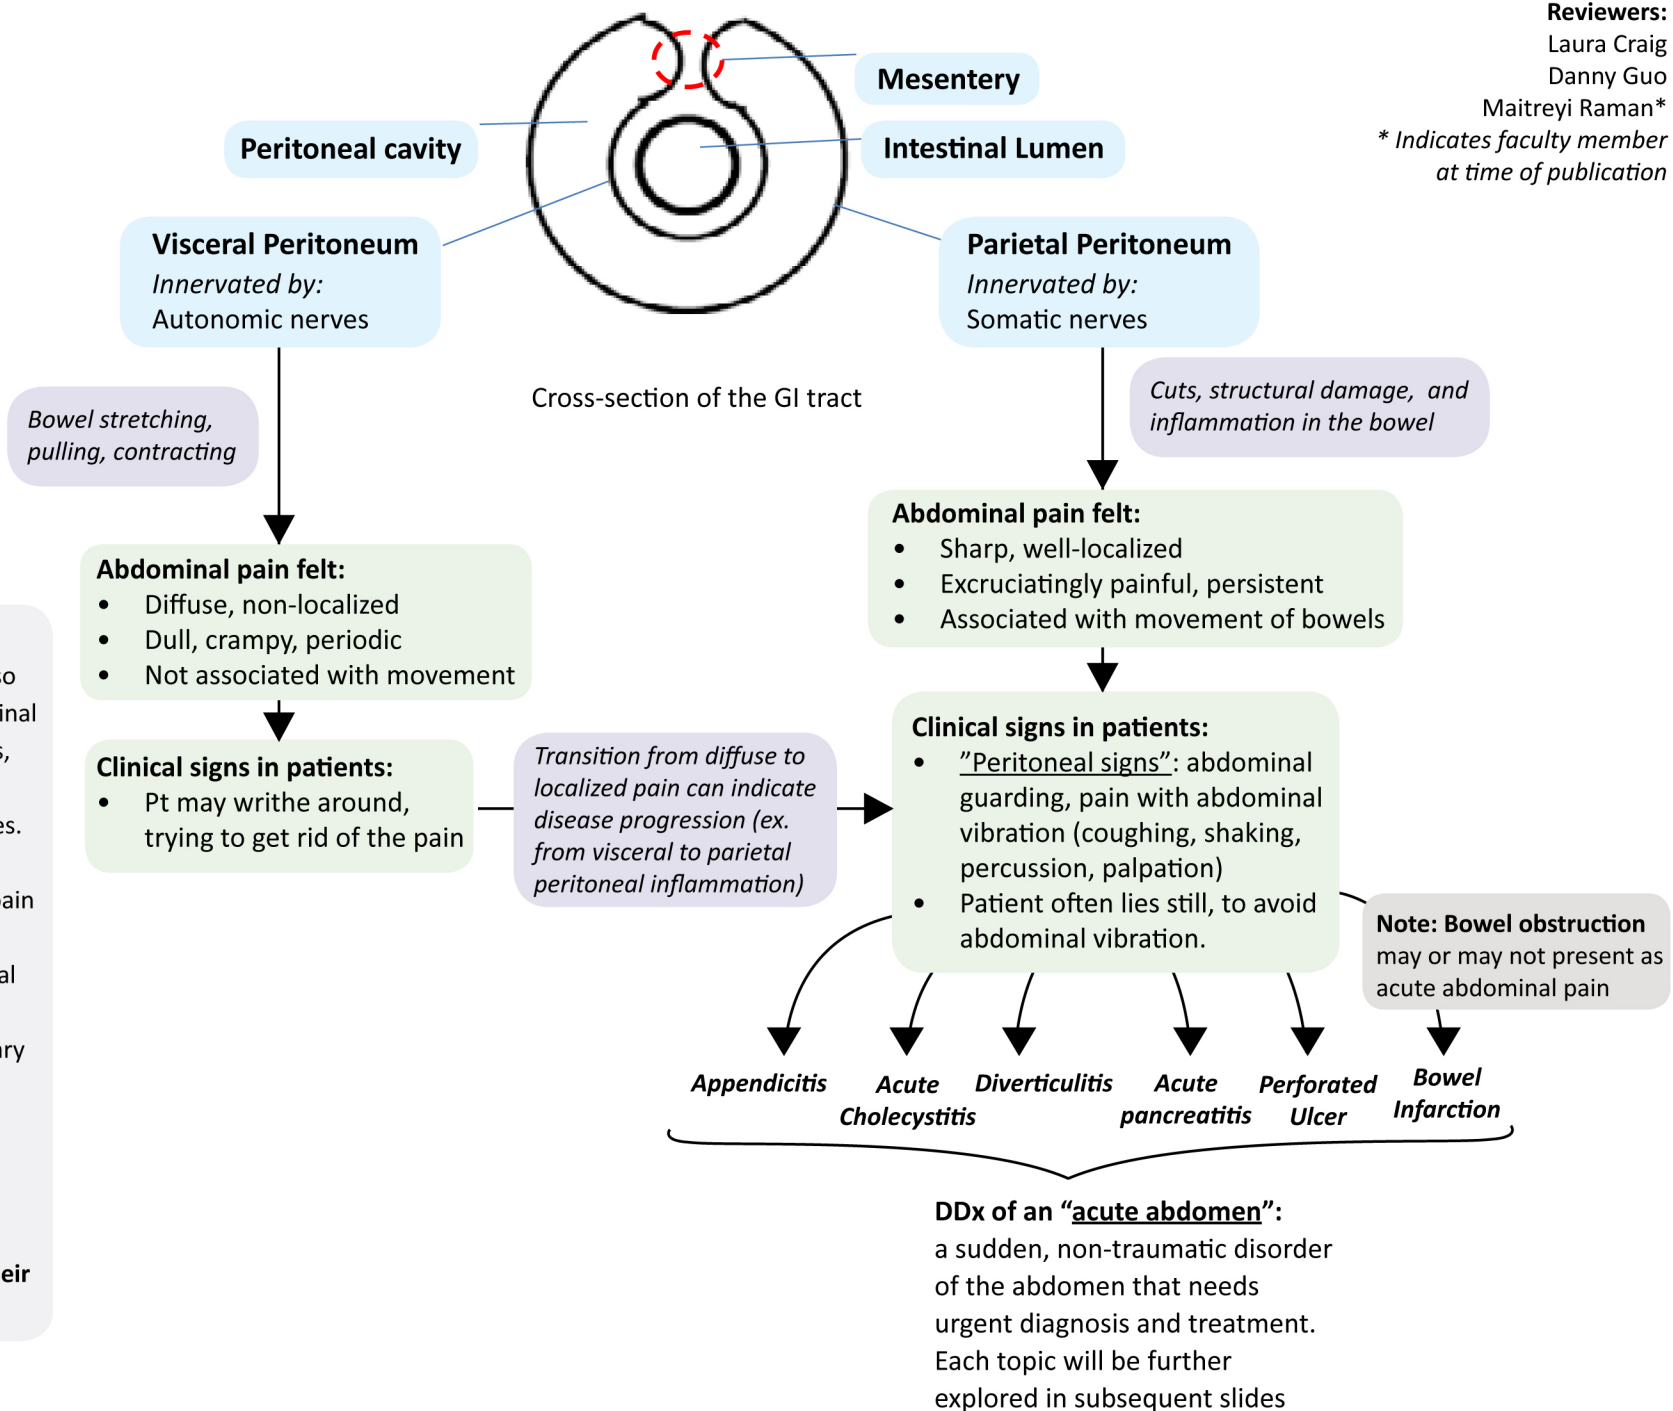 Reviewers:
Laura Craig
Danny Guo
Maitreyi Raman*
* Indicates faculty member
at time of publication
Mesentery
Peritoneal cavity
Intestinal Lumen
Visceral Peritoneum
Innervated by:
Autonomic nerves
Parietal Peritoneum
Innervated by:
Somatic nerves
Cross-section of the GI tract
Bowel stretching,
pulling, contracting
Cuts, structural damage, and
inflammation in the bowel
Abdominal pain felt:
• Diffuse, non-localized
• Dull, crampy, periodic
• Not associated with movement
Abdominal pain felt:
• Sharp, well-localized
• Excruciatingly painful, persistent
• Associated with movement of bowels
Clinical signs in patients:
• Pt may writhe around,
trying to get rid of the pain
Transition from diffuse to
localized pain can indicate
disease progression (ex.
from visceral to parietal
peritoneal inflammation)
Clinical signs in patients:
• ”Peritoneal signs”: abdominal
guarding, pain with abdominal
vibration (coughing, shaking,
percussion, palpation)
• Patient often lies still, to avoid
abdominal vibration.
Note: Bowel obstruction
may or may not present as
acute abdominal pain
Appendicitis
Acute
Cholecystitis
Diverticulitis
Acute
pancreatitis
Perforated
Ulcer
Bowel
Infarction
DDx of an “acute abdomen”:
a sudden, non-traumatic disorder
of the abdomen that needs
urgent diagnosis and treatment.
Each topic will be further
explored in subsequent slides